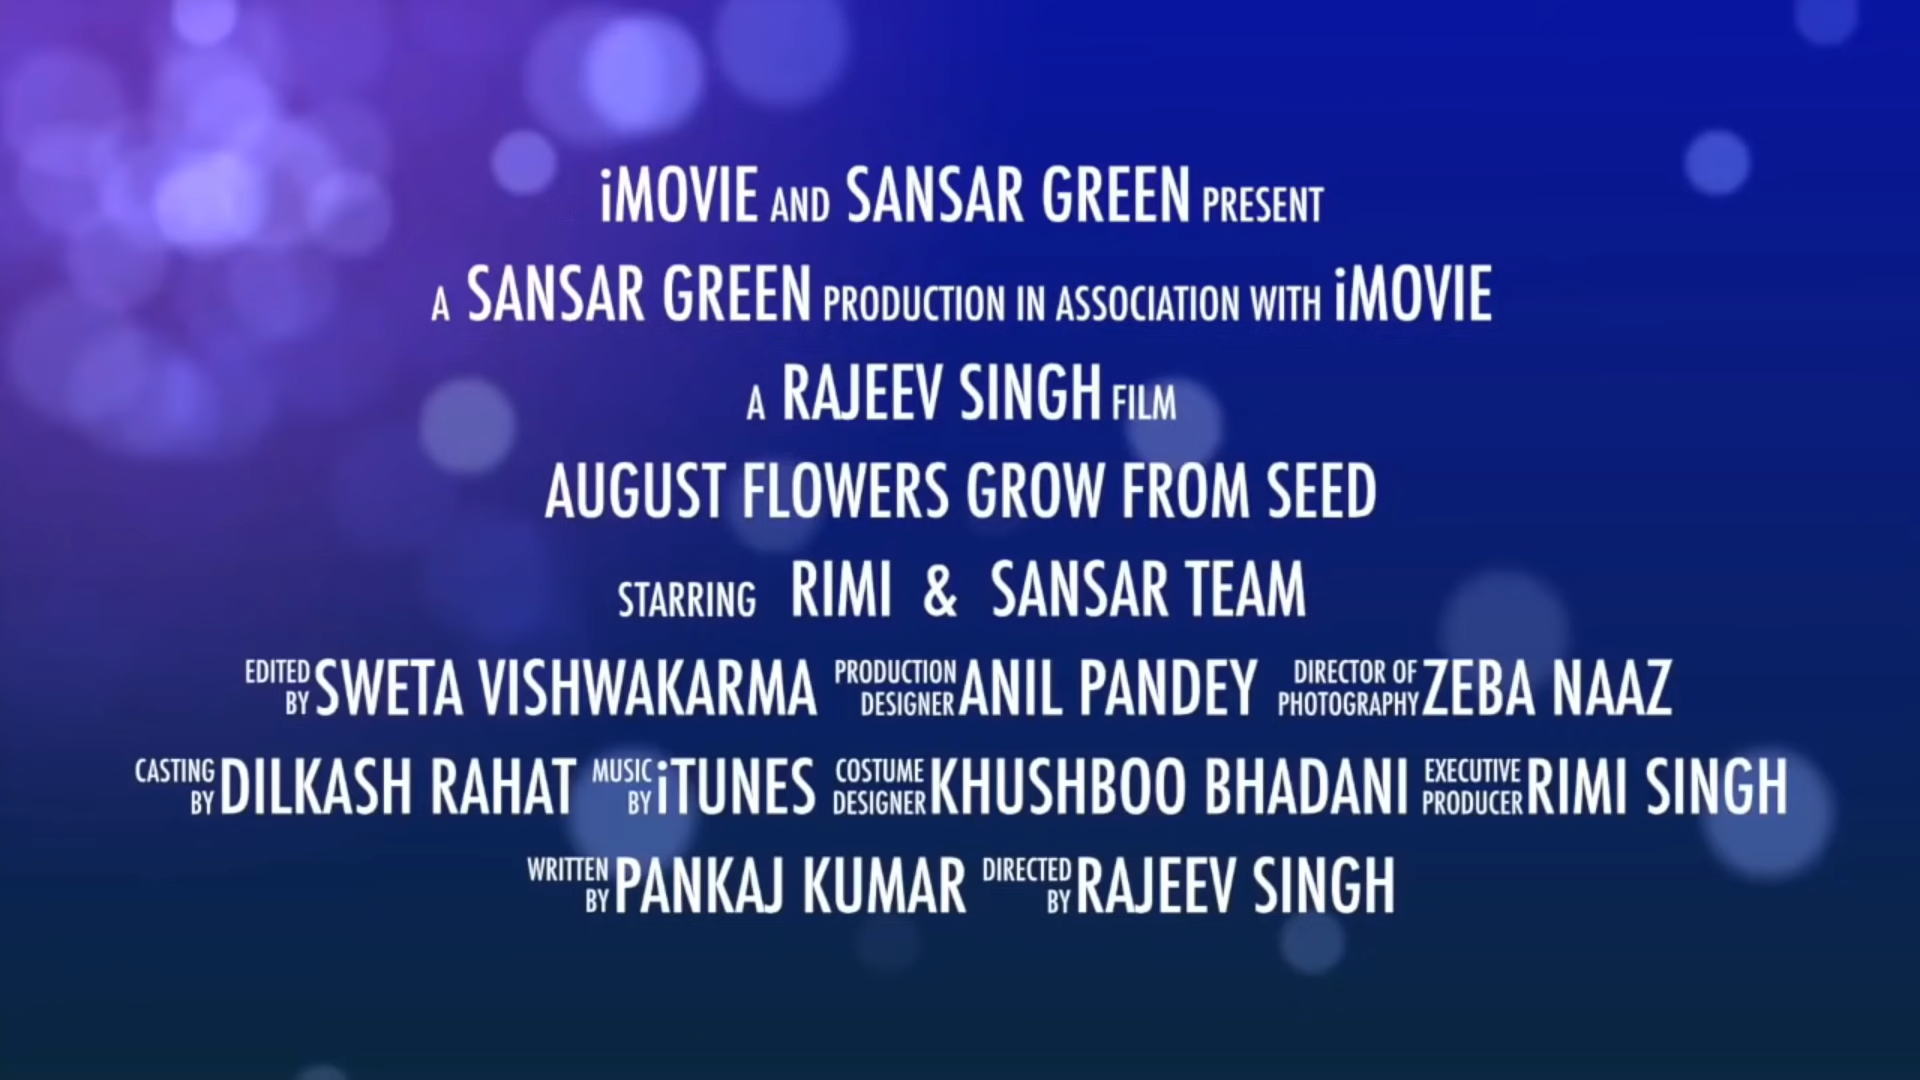 iMOVIE AND SANSAR GREEN PRESENT
A SANSAR GREEN PRODUCTION IN ASSOCIATION WITH iMOVIE
A RAJEEV SINGH FILM
AUGUST FLOWERS GROW FROM SEED
STARRING RIMI & SANSAR TEAM
EDITED BY SWETA VISHWAKARMA PRODUCTION DESIGNER ANIL PANDEY DIRECTOR OF PHOTOGRAPHY ZEBA NAAZ
CASTING BY DILKASH RAHAT MUSIC BY iTUNES COSTUME DESIGNER KHUSHBOO BHADANI EXECUTIVE PRODUCER RIMI SINGH
WRITTEN BY PANKAJ KUMAR DIRECTED BY RAJEEV SINGH